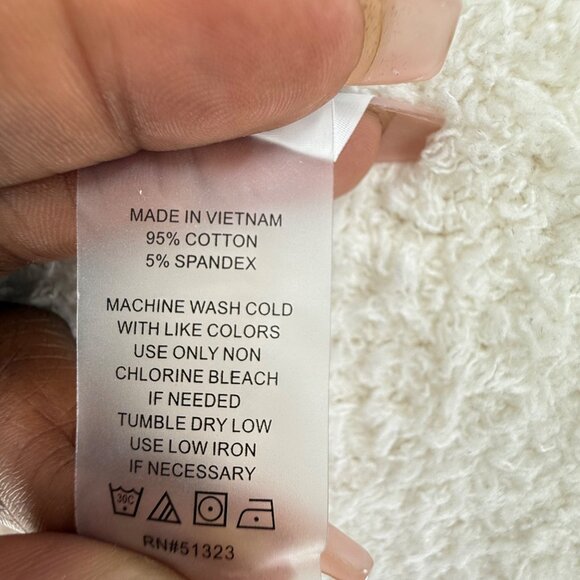 MADE IN VIETNAM
95% COTTON
5% SPANDEX
MACHINE WASH COLD
WITH LIKE COLORS
USE ONLY NON
CHLORINE BLEACH
IF NEEDED
TUMBLE DRY LOW
USE LOW IRON
IF NECESSARY
30C
RN#51323